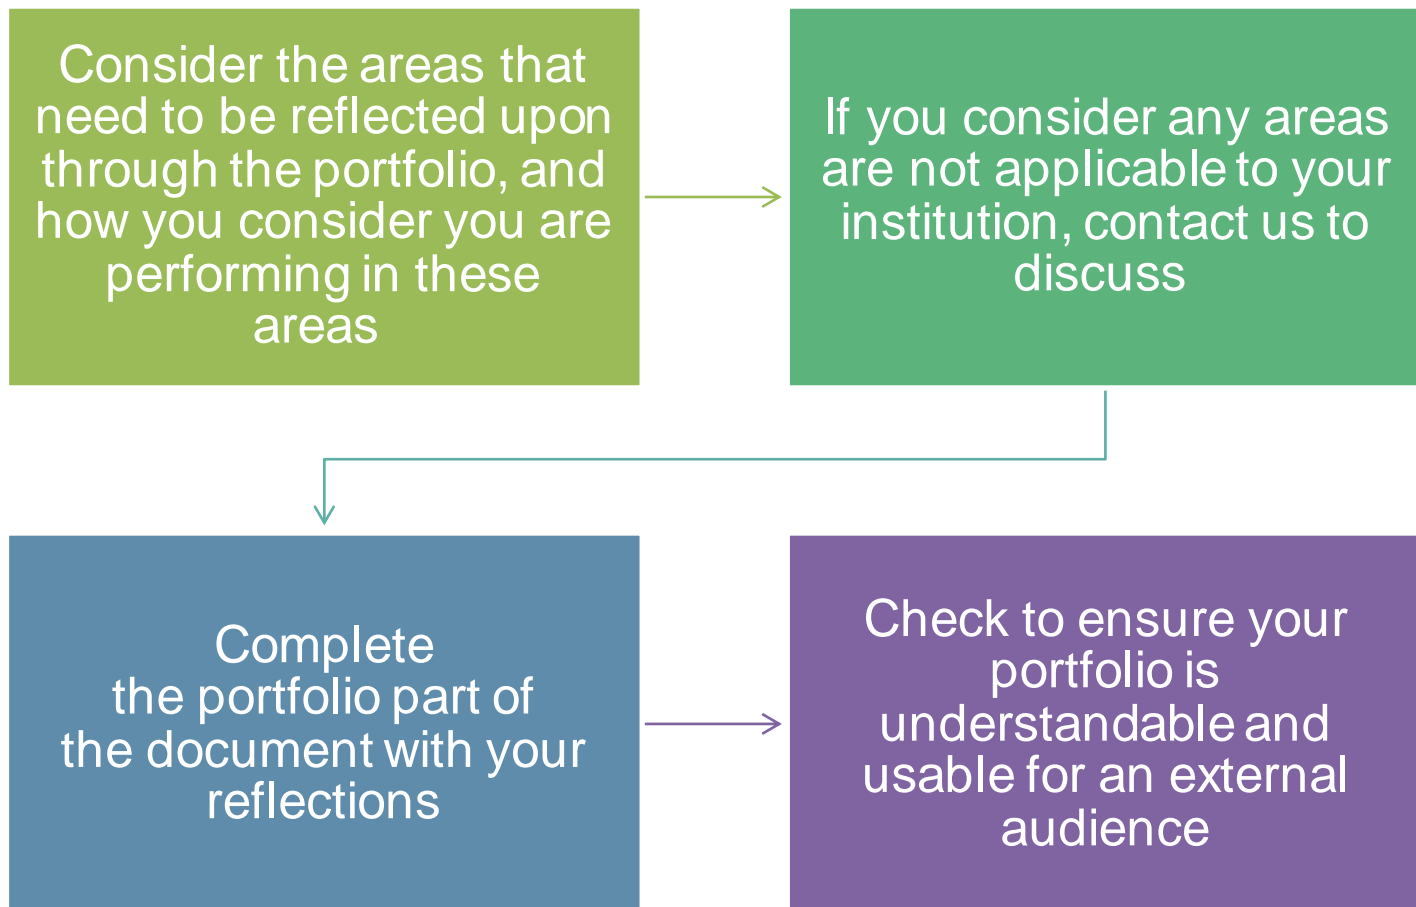 Consider the areas that
need to be reflected upon
through the portfolio, and
how you consider you are
performing in these
areas
If you consider any areas
are not applicable to your
institution, contact us to
discuss
Complete
the portfolio part of
the document with your
reflections
Check to ensure your
portfolio is
understandable and
usable for an external
audience